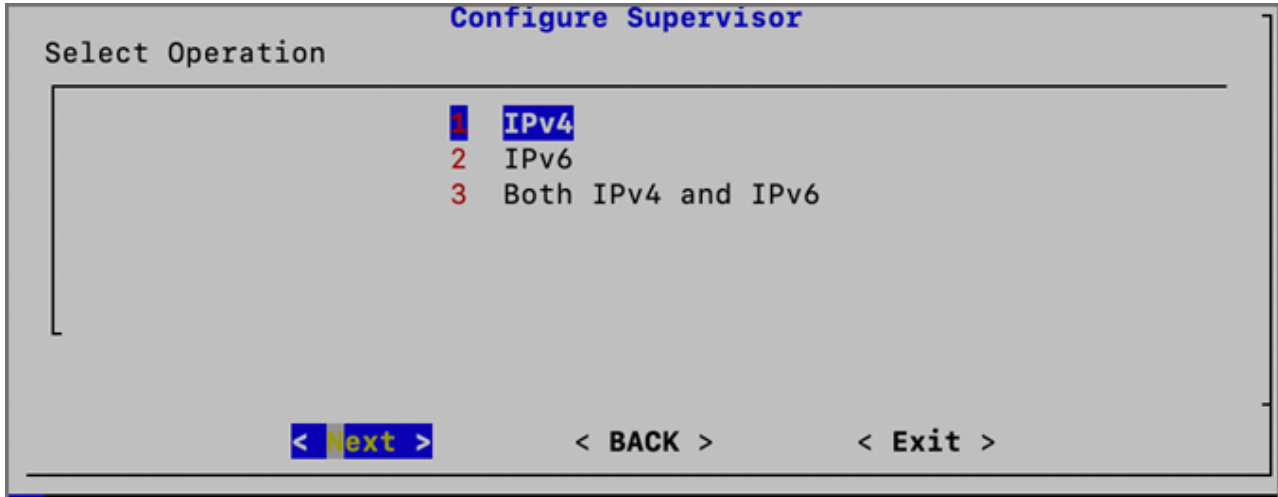 Configure Supervisor
Select Operation
1 IPv4
2 IPv6
3 Both IPv4 and IPv6
< Next > < BACK > < Exit >